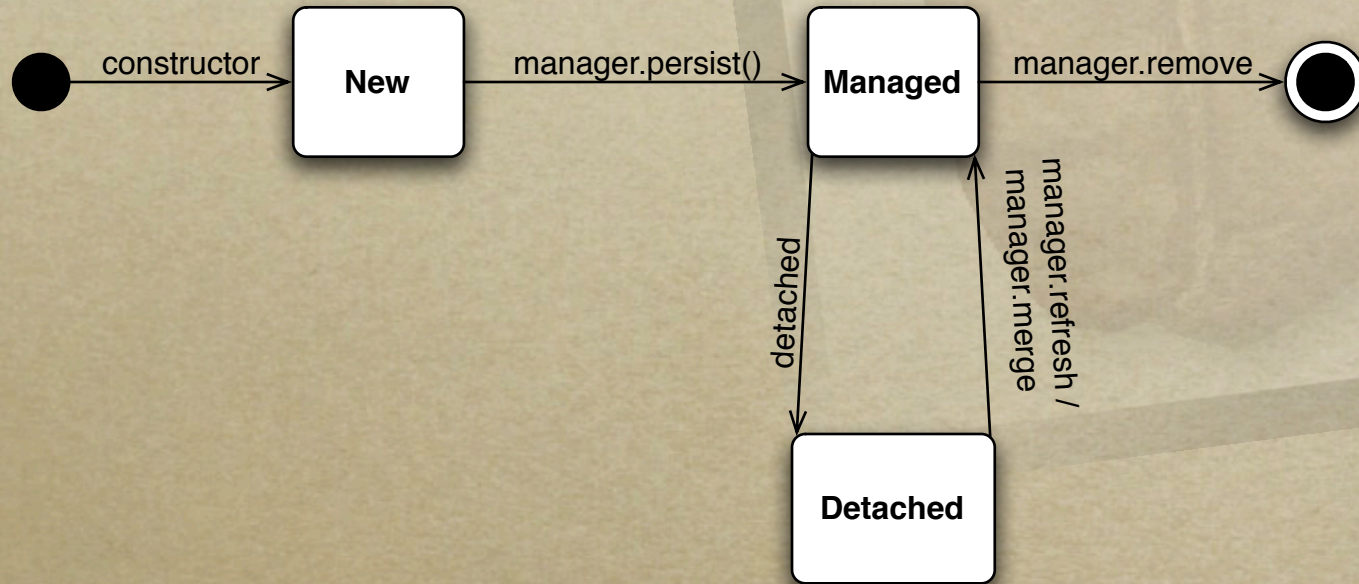 constructor
New
manager.persist()
Managed
manager.remove
detached
manager.refresh /
manager.merge
Detached